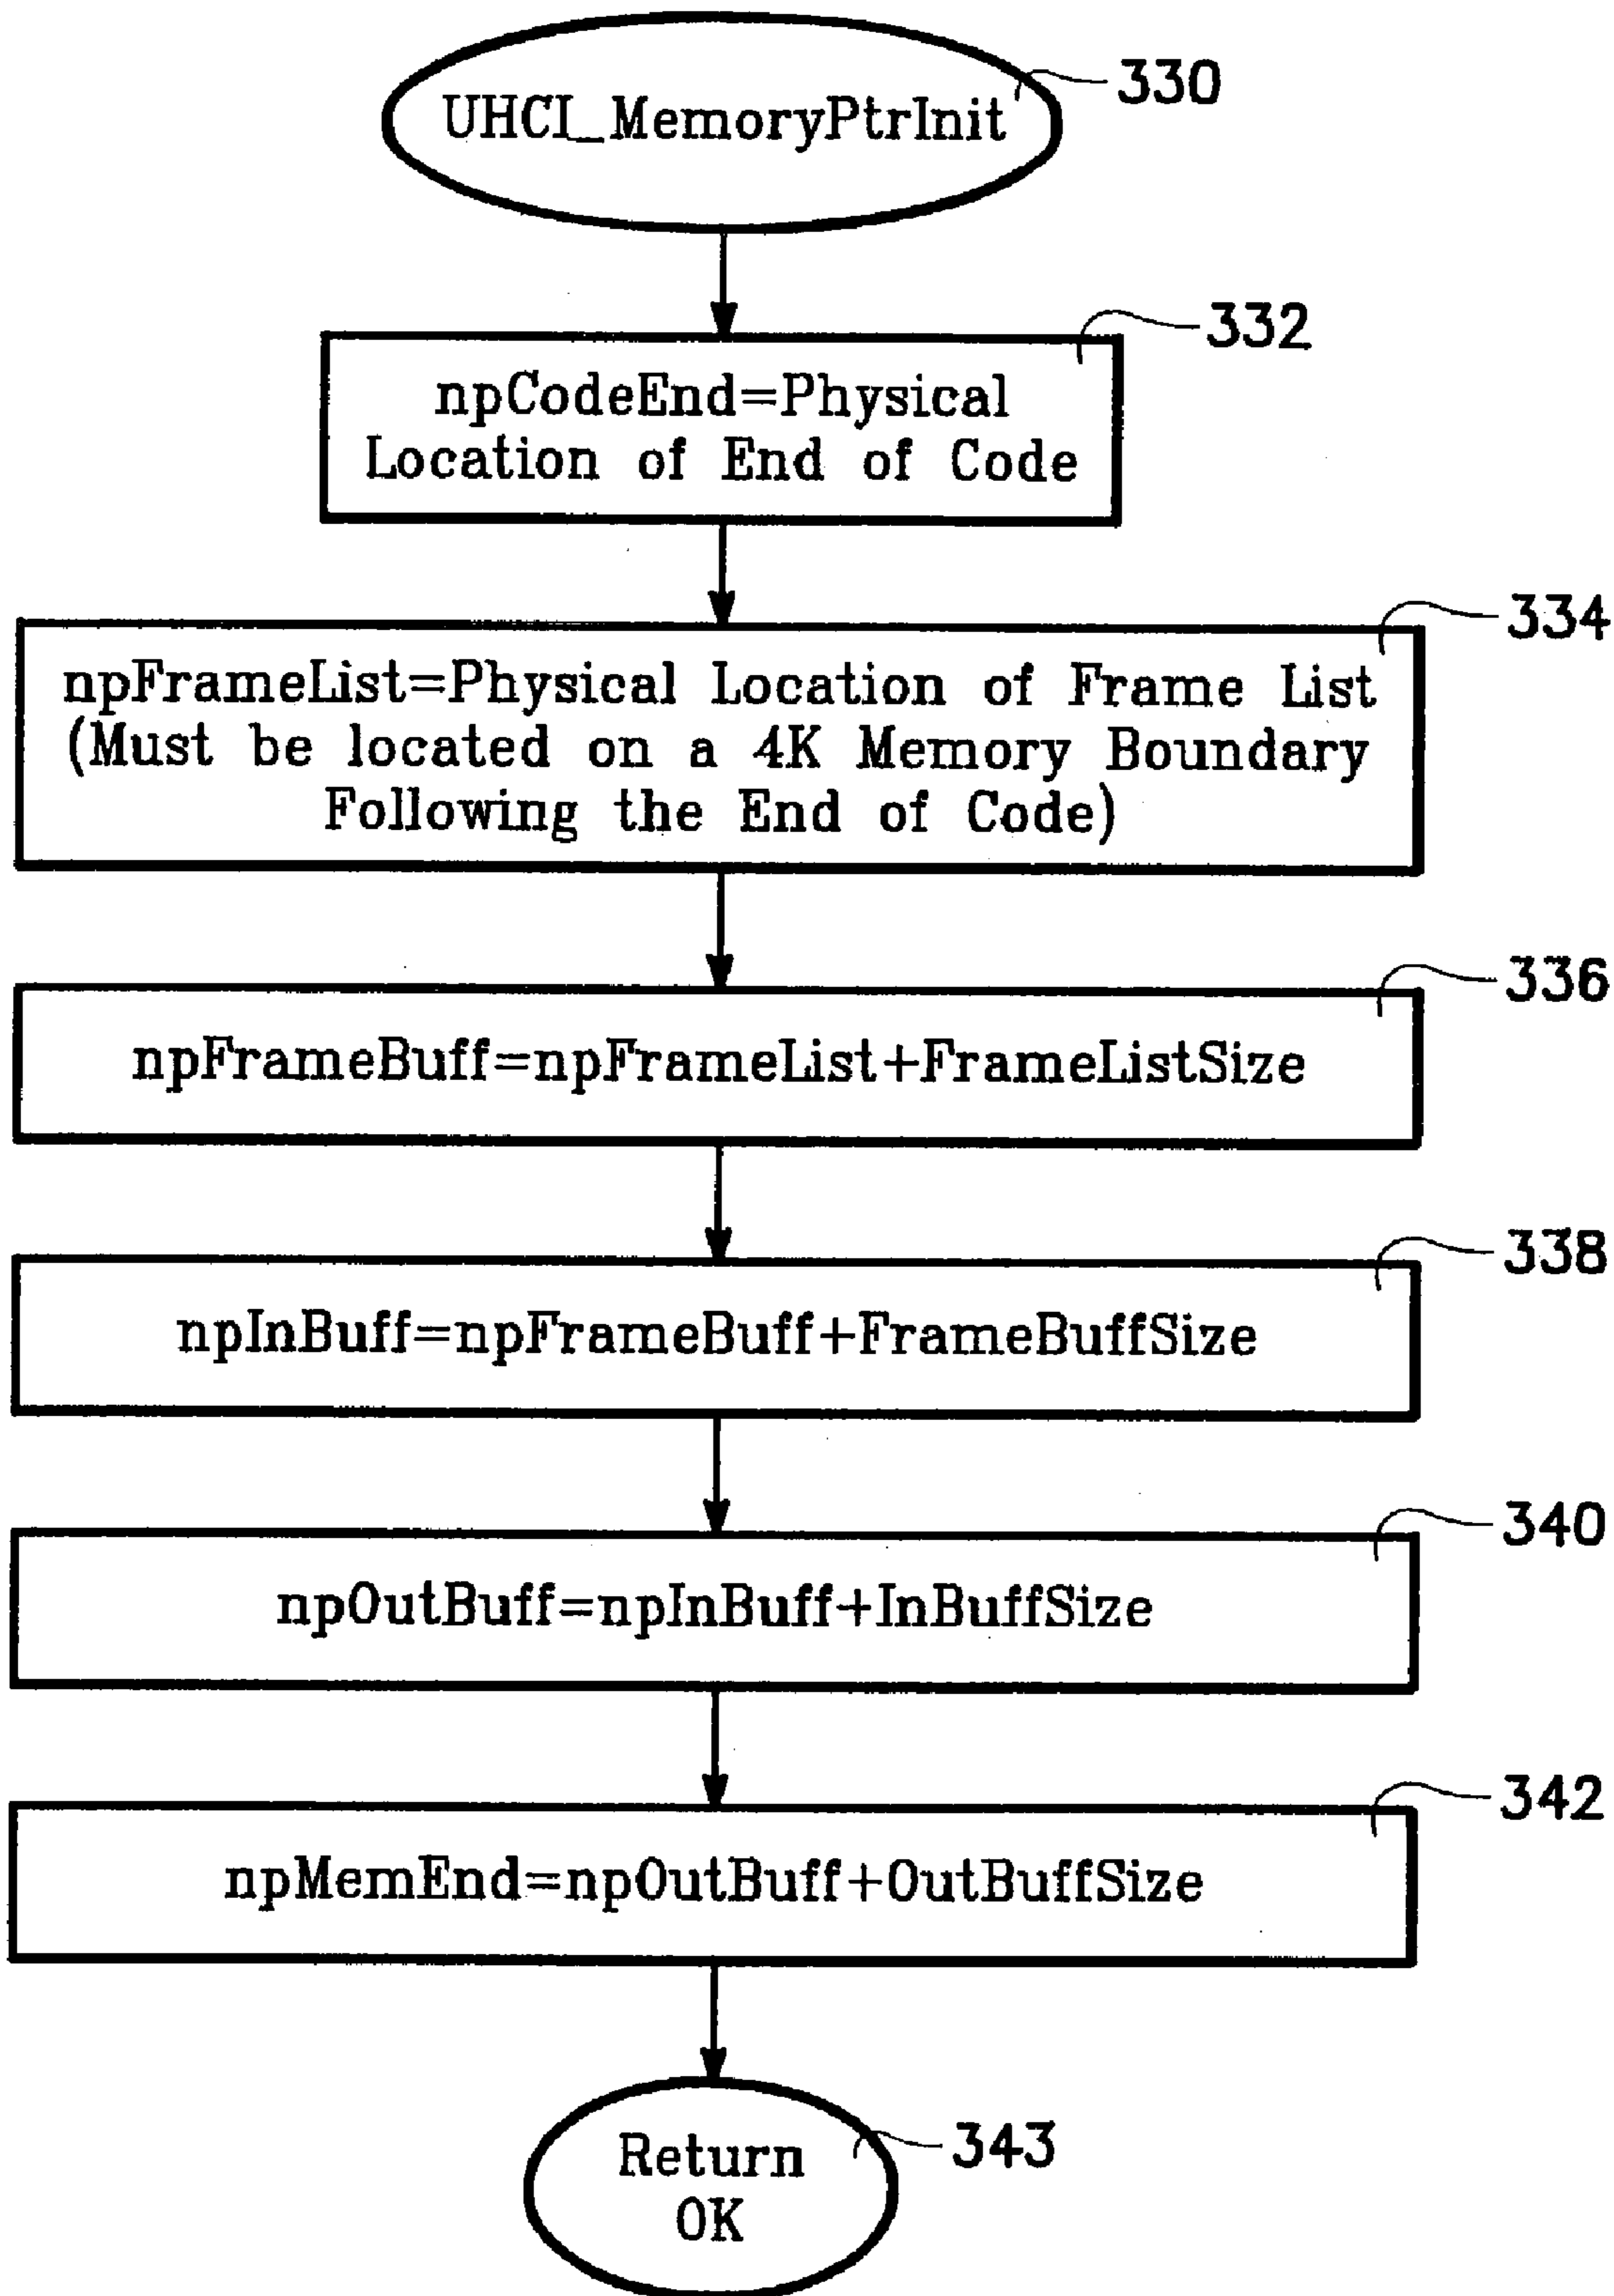 330
UHCI_MemoryPtrInit
332
npCodeEnd=Physical
Location of End of Code
334
npFrameList=Physical Location of Frame List
(Must be located on a 4K Memory Boundary
Following the End of Code)
336
npFrameBuff=npFrameList+FrameListSize
338
npInBuff=npFrameBuff+FrameBuffSize
340
npOutBuff=npInBuff+InBuffSize
342
npMemEnd=npOutBuff+OutBuffSize
343
Return
OK